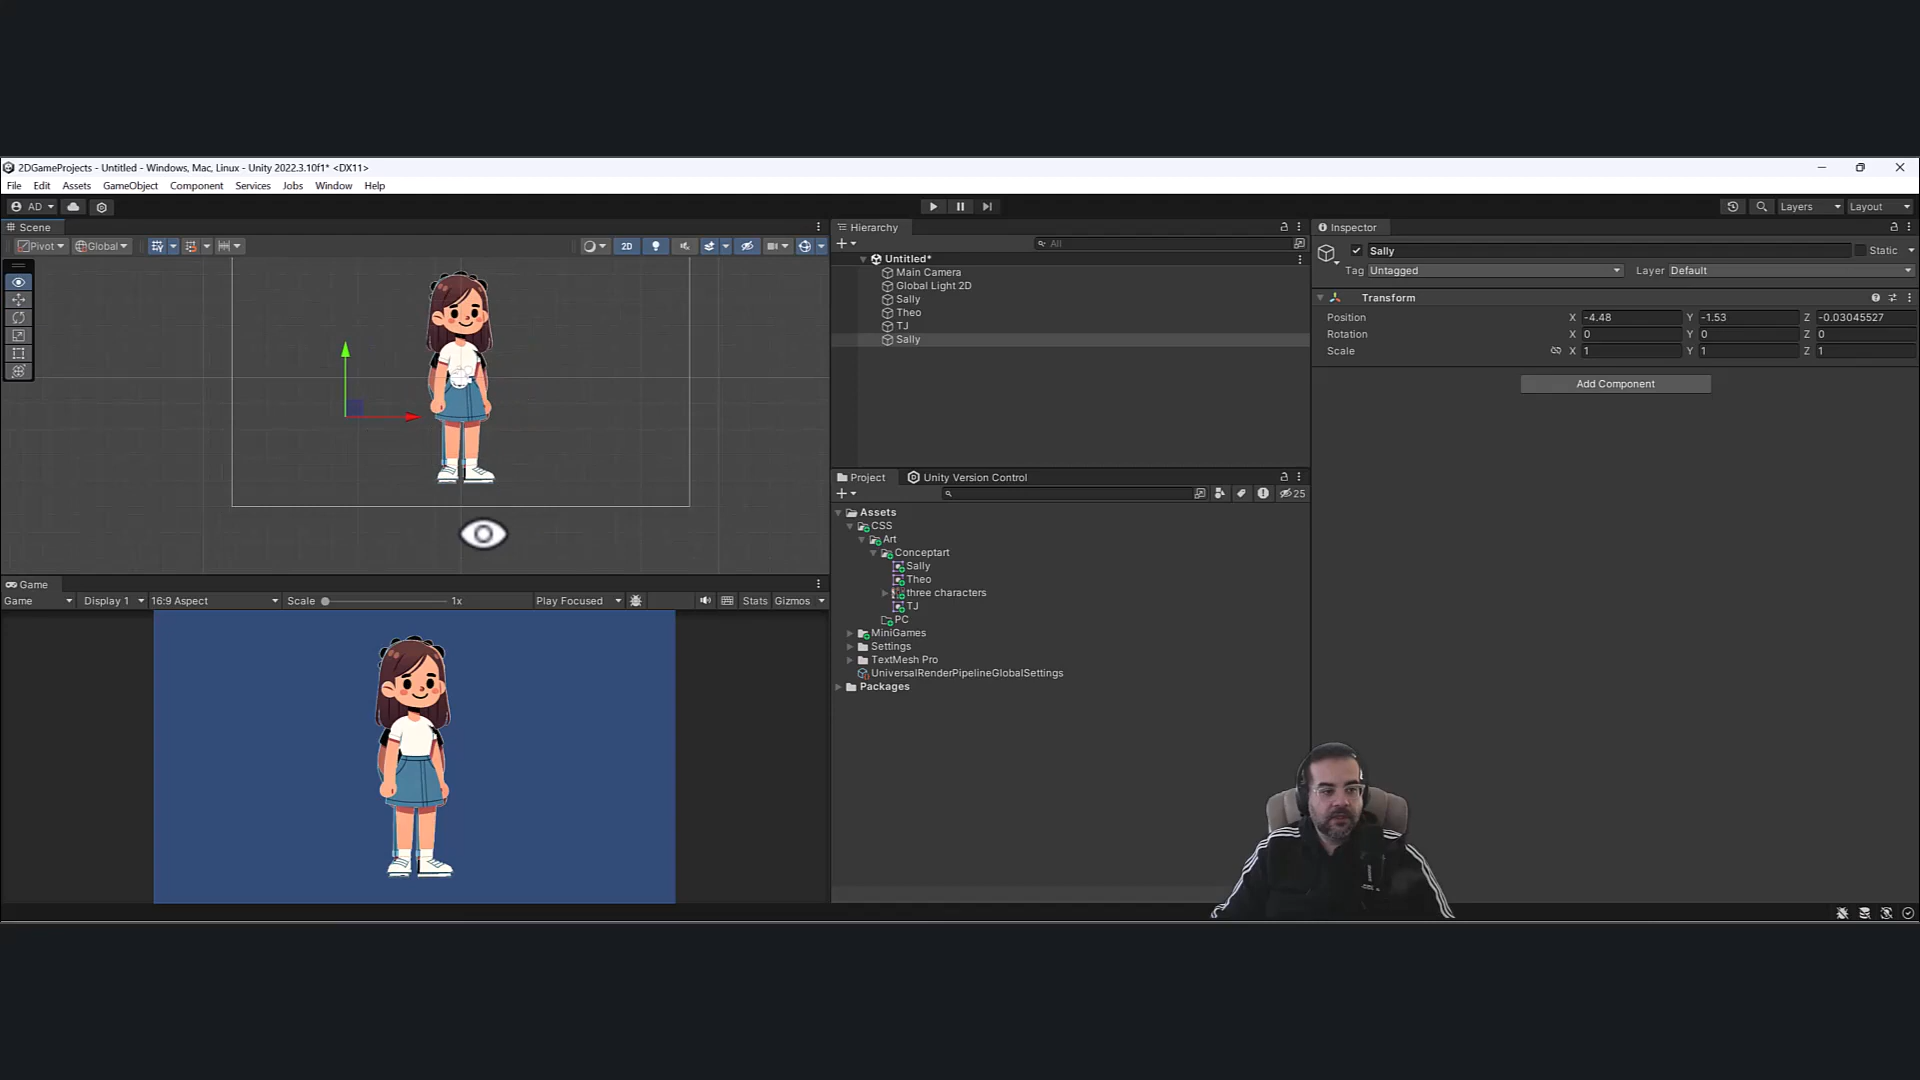 2DGameProjects - Untitled - Windows, Mac, Linux - Unity 2022.3.10f1* <DX11>
File Edit Assets GameObject Component Services Jobs Window Help
AD
Layers Layout
Scene
Pivot Global
2D
Hierarchy
All
Untitled*
Main Camera
Global Light 2D
Sally
Theo
TJ
Sally
Inspector
Sally Static
Tag Untagged Layer Default
Transform
Position X -4.48 Y -1.53 Z -0.03045527
Rotation X 0 Y 0 Z 0
Scale X 1 Y 1 Z 1
Add Component
Project Unity Version Control
25
Assets
CSS
Art
Conceptart
Sally
Theo
three characters
TJ
PC
MiniGames
Settings
TextMesh Pro
UniversalRenderPipelineGlobalSettings
Packages
Game
Game Display 1 16:9 Aspect Scale 1x Play Focused Stats Gizmos